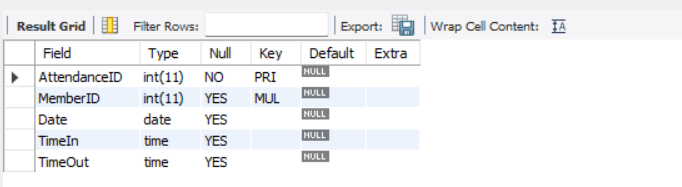 Result Grid Filter Rows: Export: Wrap Cell Content: IA
Field Type Null Key Default Extra
AttendanceID int(11) NO PRI NULL
MemberID int(11) YES MUL NULL
Date date YES NULL
TimeIn time YES NULL
TimeOut time YES NULL